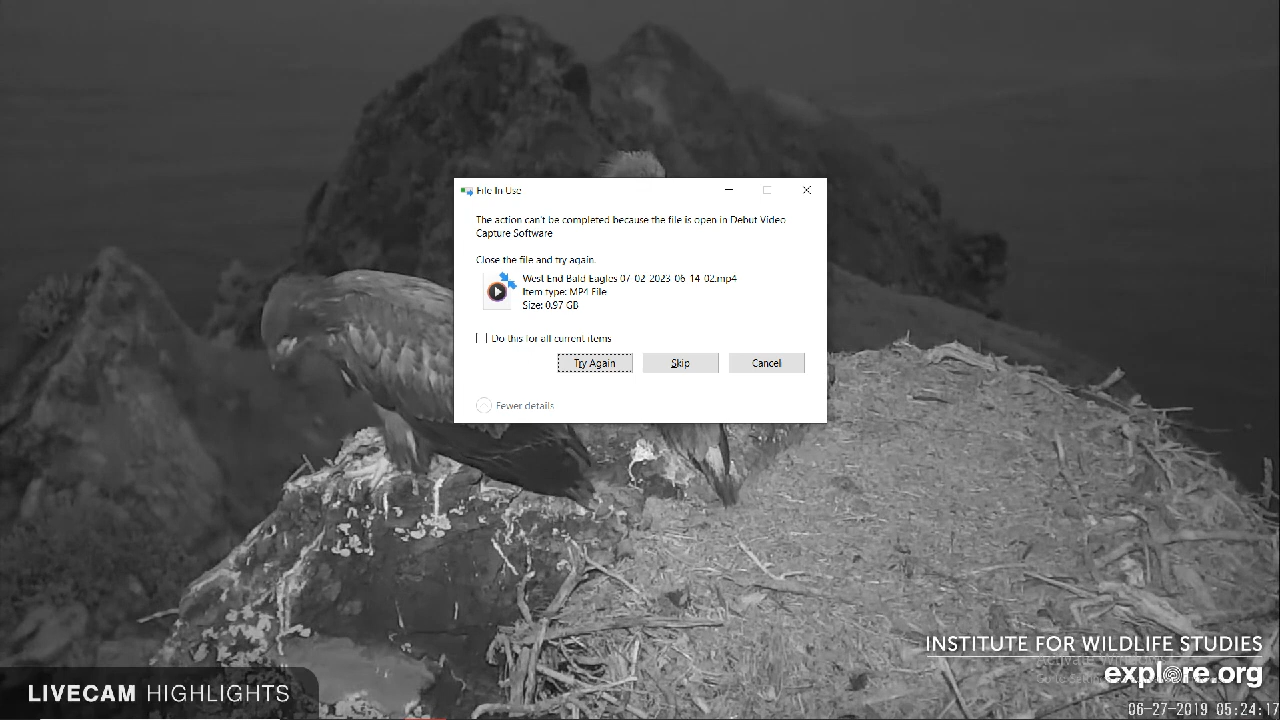 File In Use
The action can't be completed because the file is open in Debut Video
Capture Software
Close the file and try again.
West End Bald Eagles 07-02-2023-06-14-02.mp4
Item type: MP4 File
Size: 0.97 GB
Do this for all current items
Try Again
Skip
Cancel
Fewer details
INSTITUTE FOR WILDLIFE STUDIES
explore.org
LIVECAM HIGHLIGHTS
06-27-2019 05:24:17